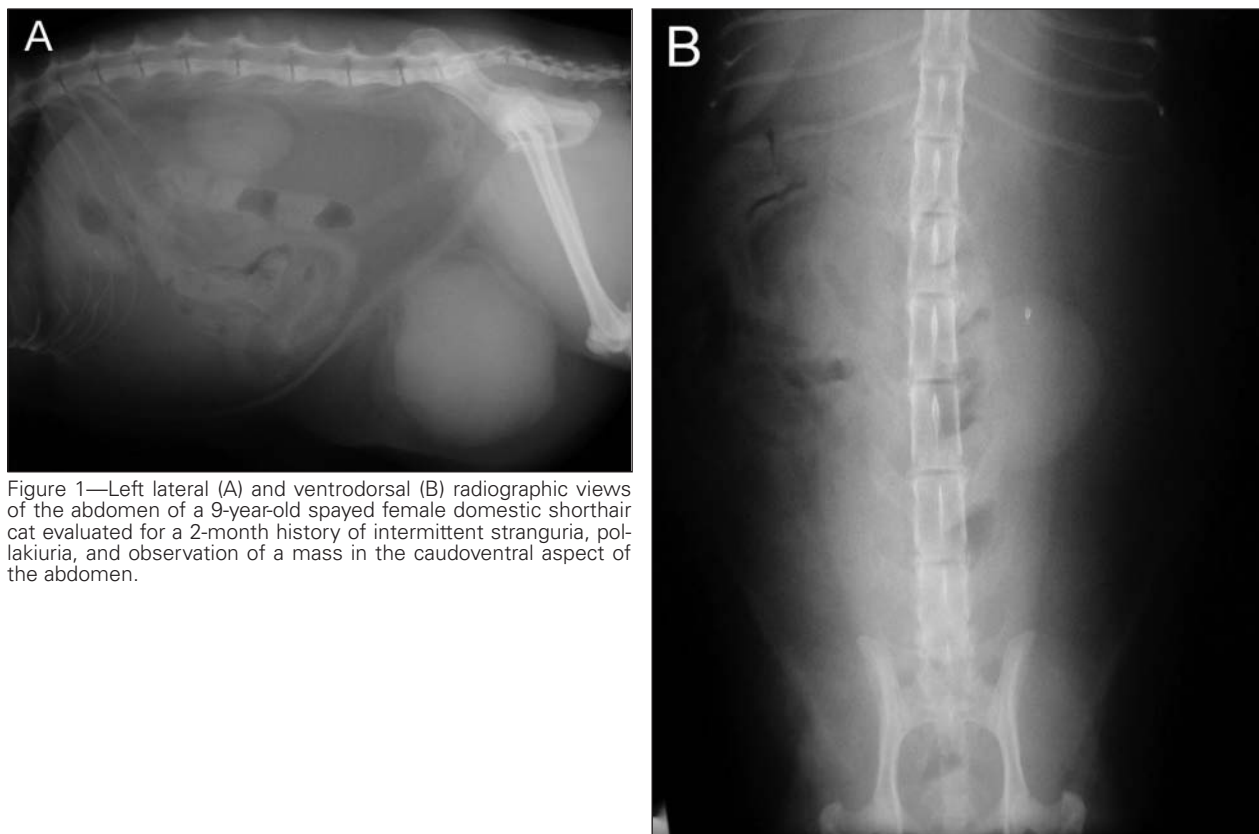 A
B
Figure 1—Left lateral (A) and ventrodorsal (B) radiographic views
of the abdomen of a 9-year-old spayed female domestic shorthair
cat evaluated for a 2-month history of intermittent stranguria, pol-
lakiuria, and observation of a mass in the caudoventral aspect of
the abdomen.